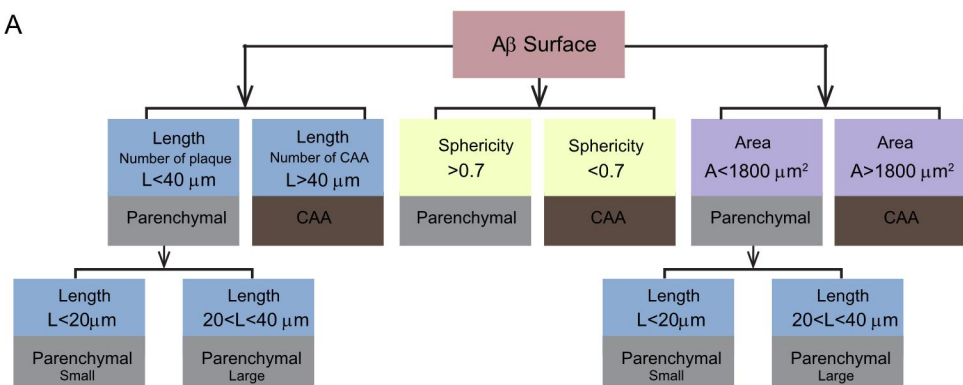 A
Aβ Surface
Length
Number of plaque
L<40 μm
Parenchymal
Length
Number of CAA
L>40 μm
CAA
Sphericity
>0.7
Parenchymal
Sphericity
<0.7
CAA
Area
A<1800 μm²
Parenchymal
Area
A>1800 μm²
CAA
Length
L<20μm
Parenchymal
Small
Length
20<L<40 μm
Parenchymal
Large
Length
L<20μm
Parenchymal
Small
Length
20<L<40 μm
Parenchymal
Large